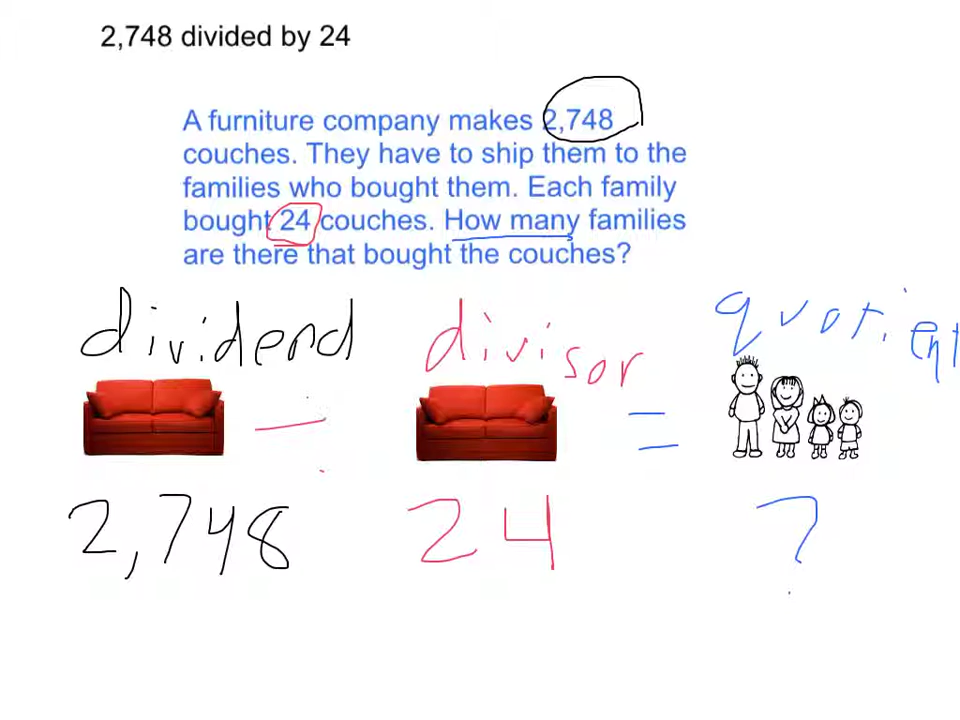 2,748 divided by 24
A furniture company makes 2,748
couches. They have to ship them to the
families who bought them. Each family
bought 24 couches. How many families
are there that bought the couches?
dividend divisor quotient
÷ =
2,748 24 ?